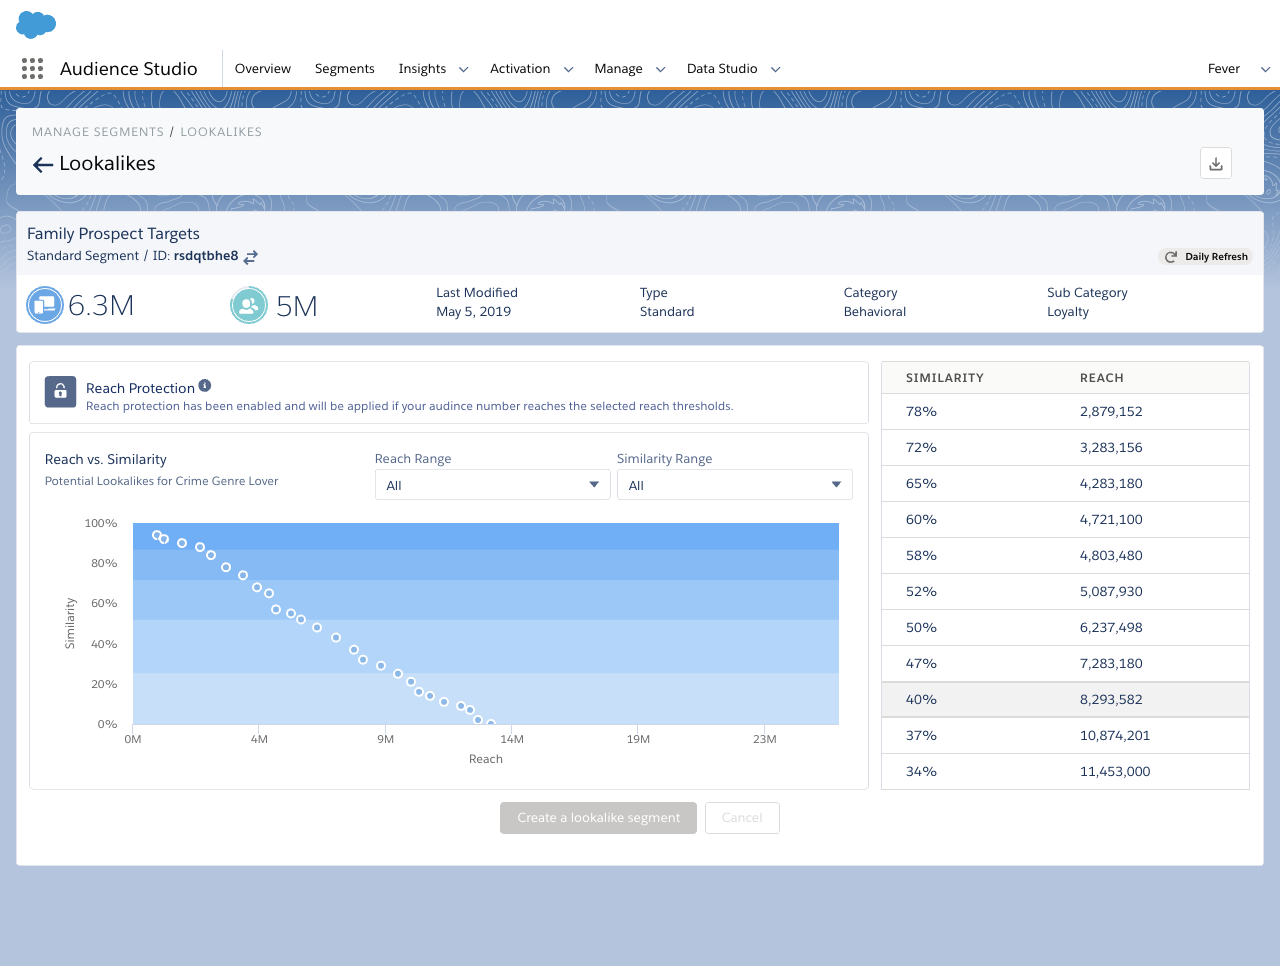 Audience Studio
Overview
Segments
Insights
Activation
Manage
Data Studio
Fever
MANAGE SEGMENTS / LOOKALIKES
Lookalikes
Family Prospect Targets
Standard Segment / ID: rsdqtbhe8
Daily Refresh
6.3M
5M
Last Modified
May 5, 2019
Type
Standard
Category
Behavioral
Sub Category
Loyalty
Reach Protection
Reach protection has been enabled and will be applied if your audince number reaches the selected reach thresholds.
Reach vs. Similarity
Potential Lookalikes for Crime Genre Lover
Reach Range
All
Similarity Range
All
100%
80%
60%
40%
20%
0%
Similarity
0M
4M
9M
14M
19M
23M
Reach
SIMILARITY REACH
78% 2,879,152
72% 3,283,156
65% 4,283,180
60% 4,721,100
58% 4,803,480
52% 5,087,930
50% 6,237,498
47% 7,283,180
40% 8,293,582
37% 10,874,201
34% 11,453,000
Create a lookalike segment
Cancel